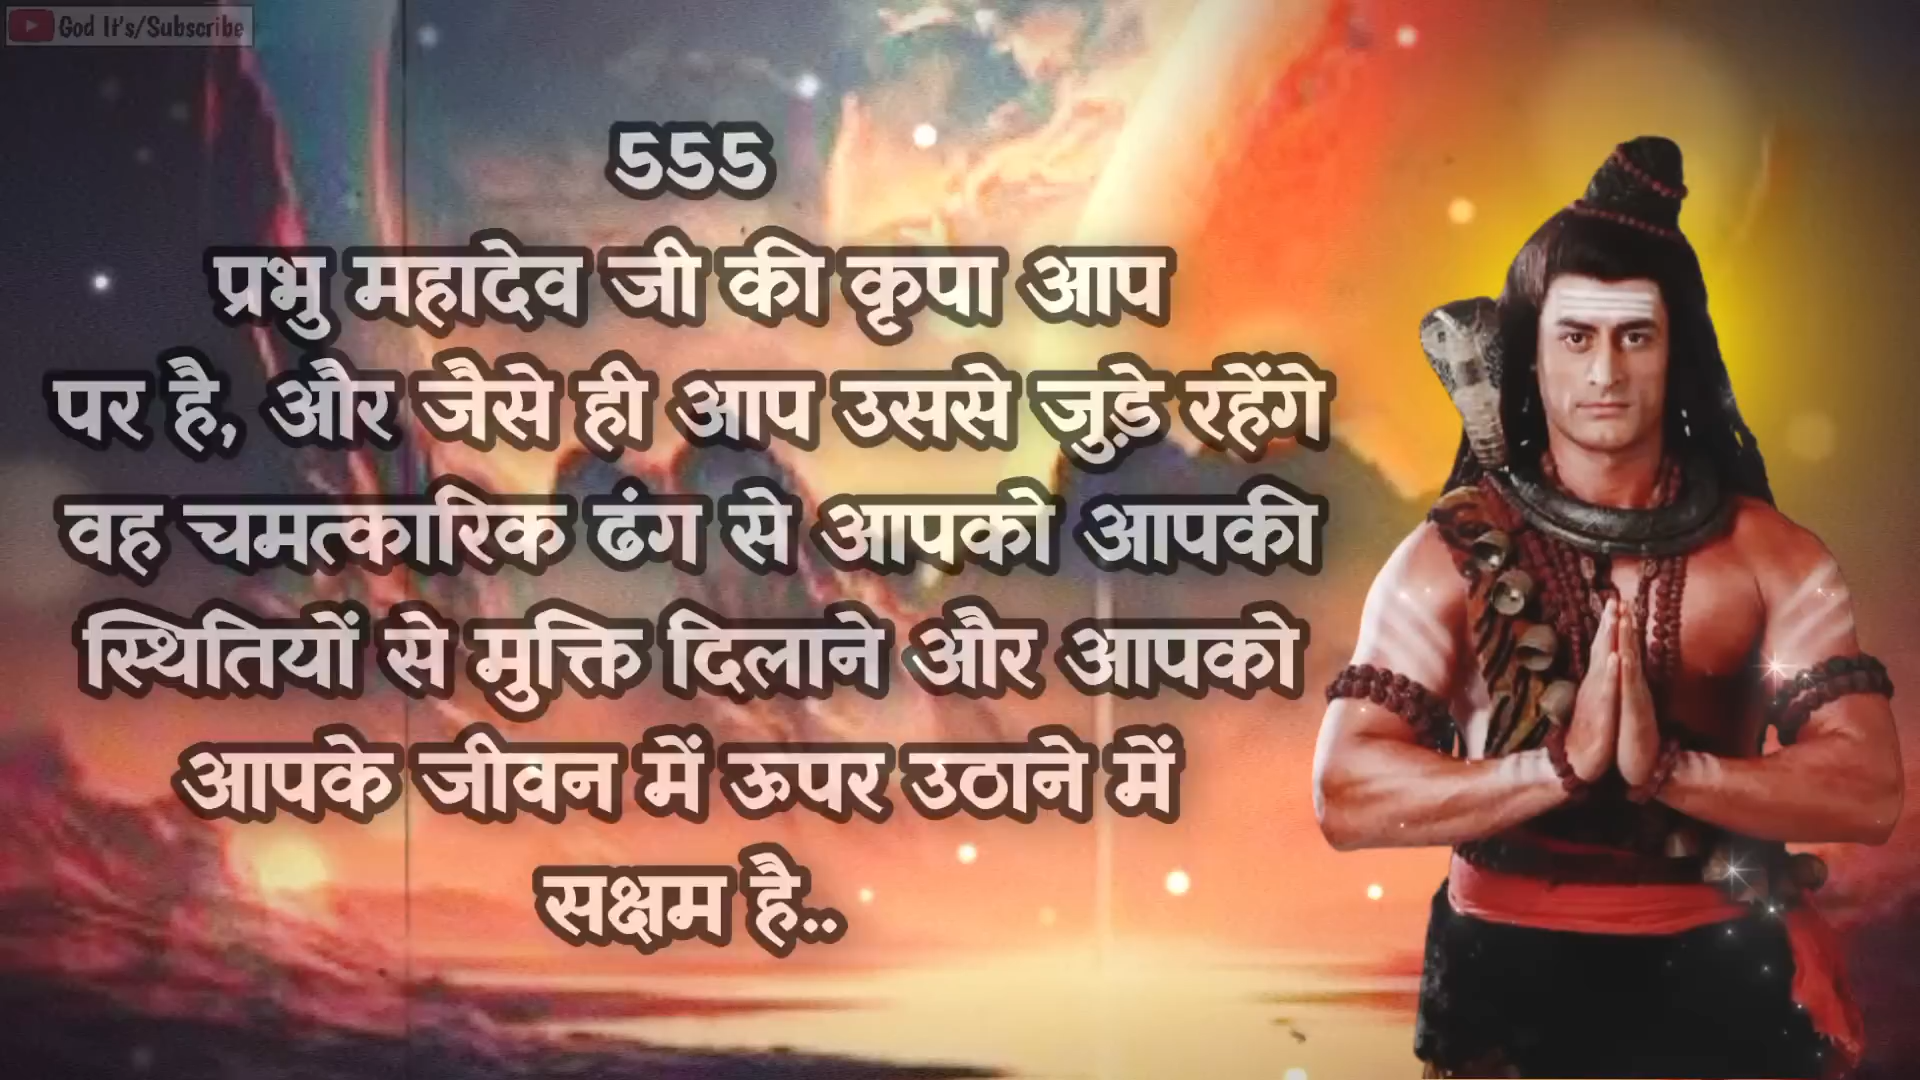 God It's/Subscribe
555
प्रभु महादेव जी की कृपा आप
पर है, और जैसे ही आप उससे जुड़े रहेंगे
वह चमत्कारिक ढंग से आपको आपकी
स्थितियों से मुक्ति दिलाने और आपको
आपके जीवन में ऊपर उठाने में
सक्षम है..